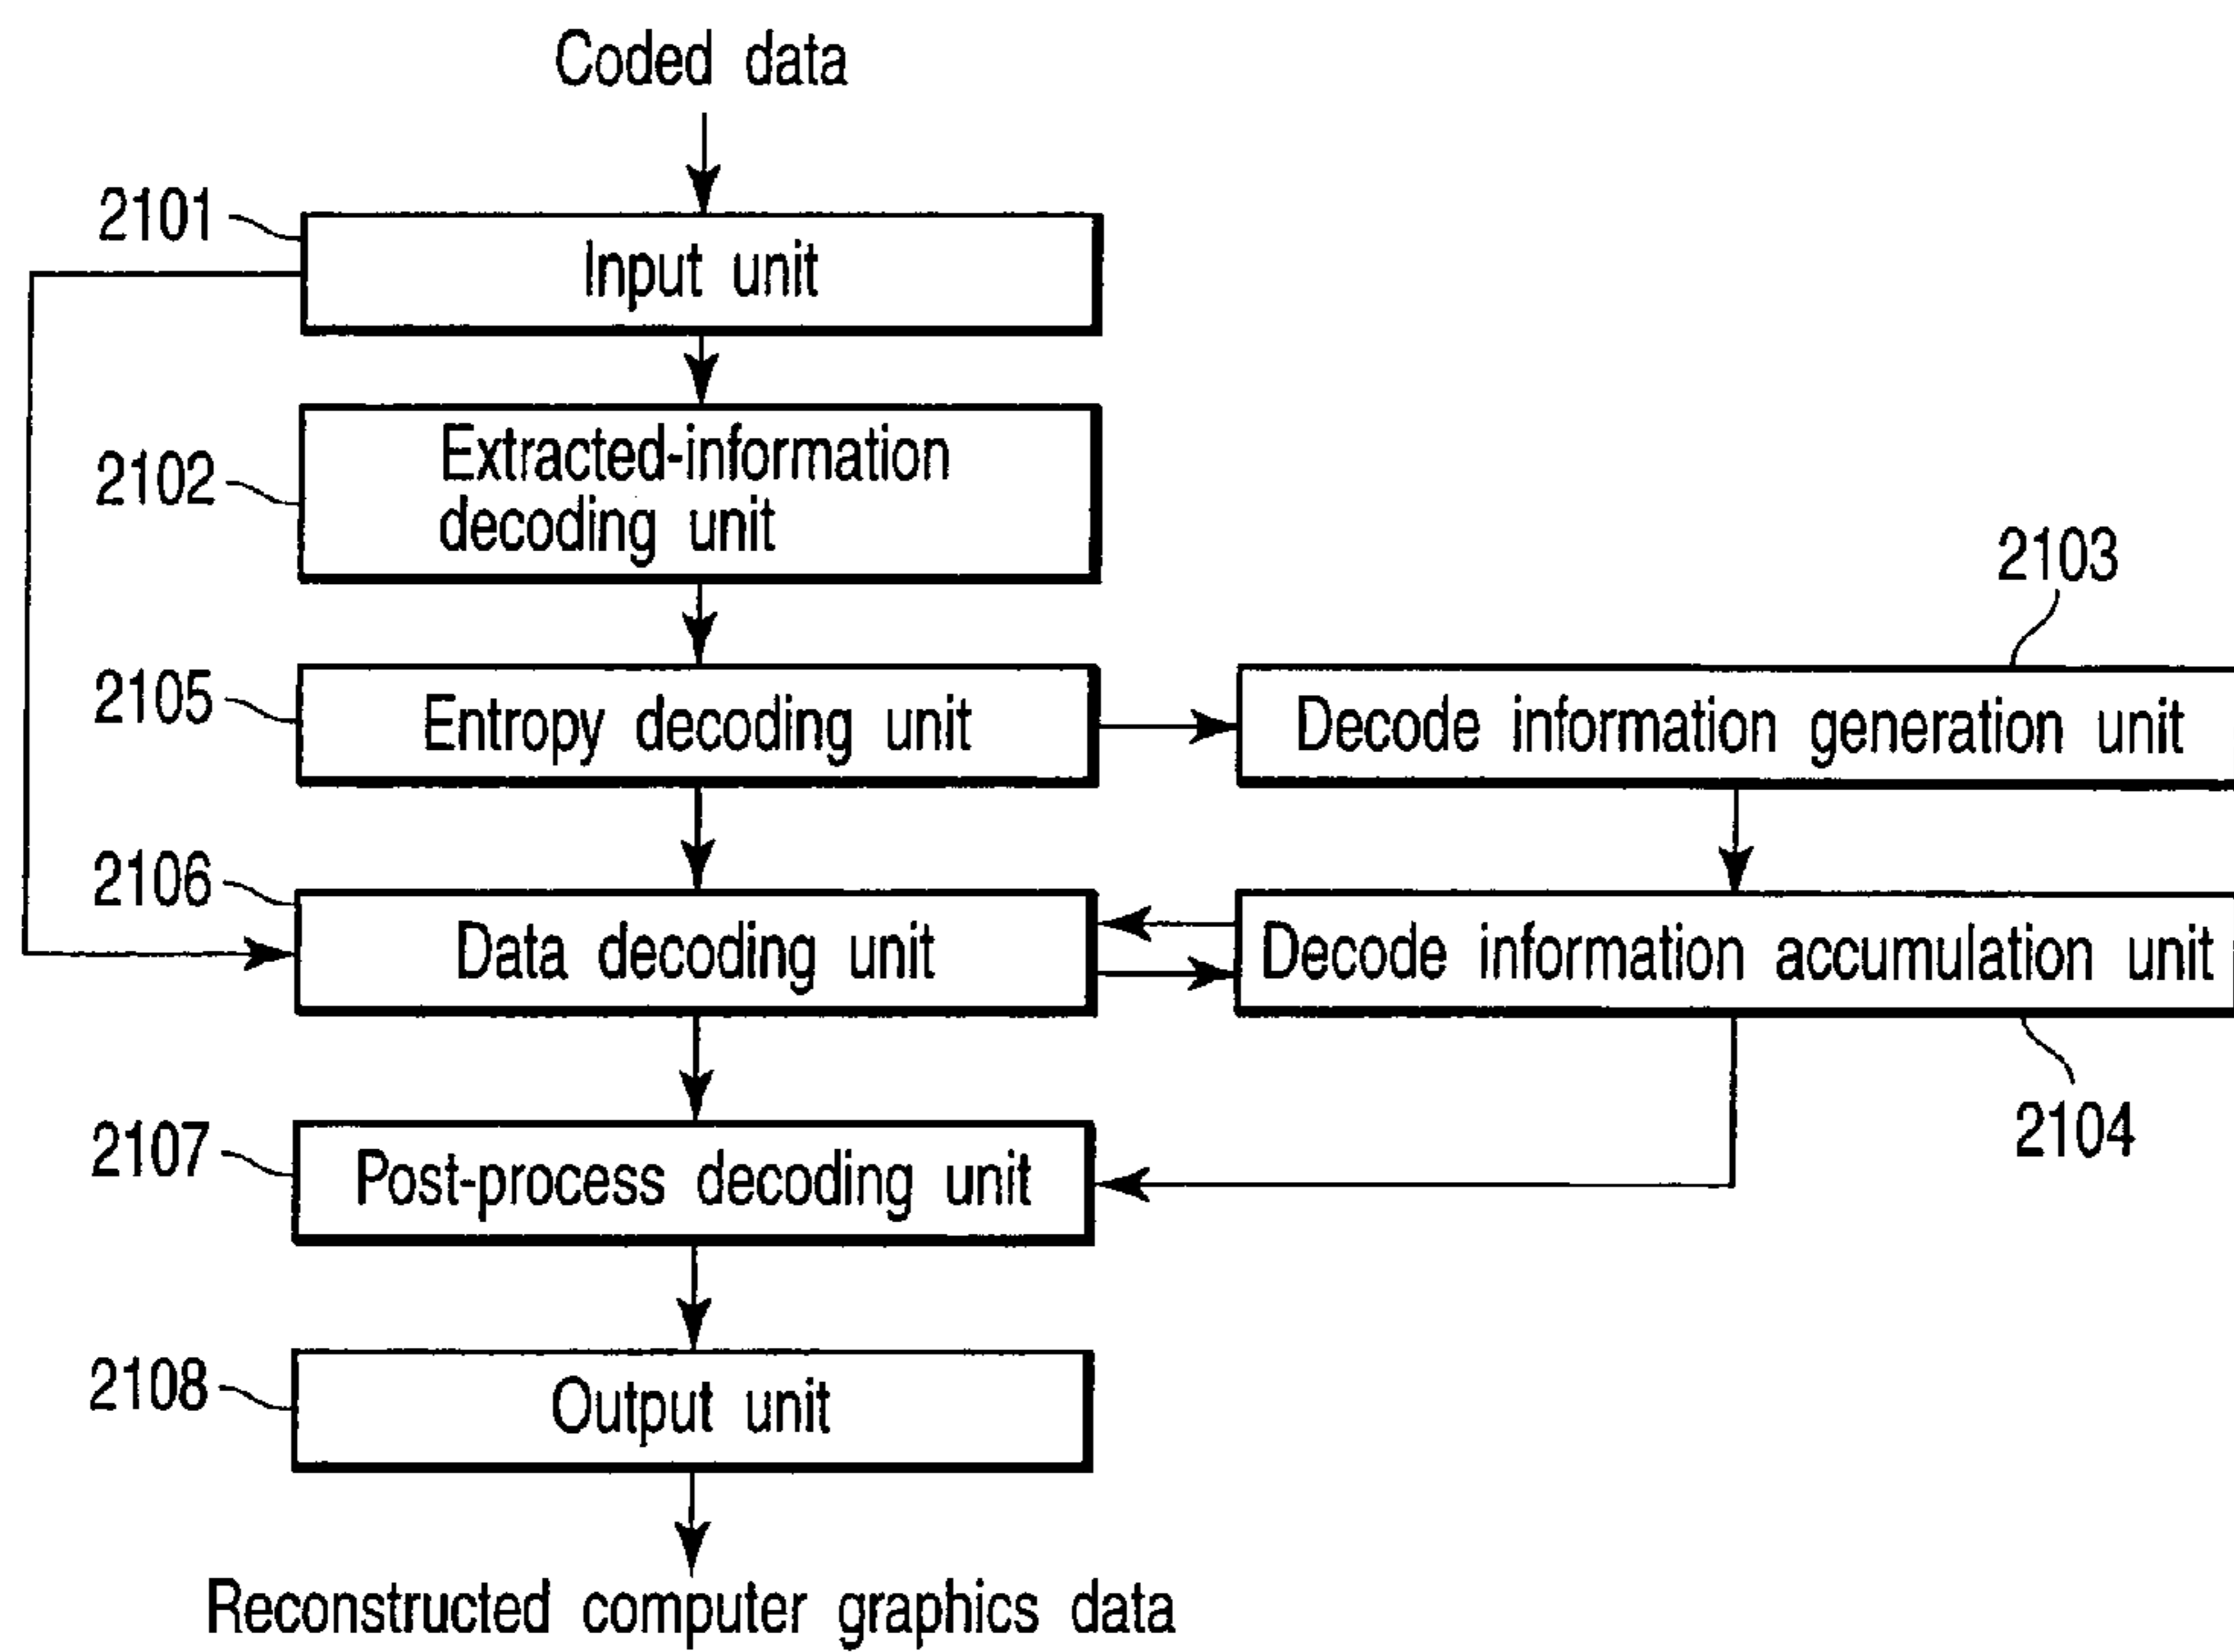 Coded data
2101
Input unit
2102
Extracted-information
decoding unit
2103
2105
Entropy decoding unit
Decode information generation unit
2106
Data decoding unit
Decode information accumulation unit
2104
2107
Post-process decoding unit
2108
Output unit
Reconstructed computer graphics data